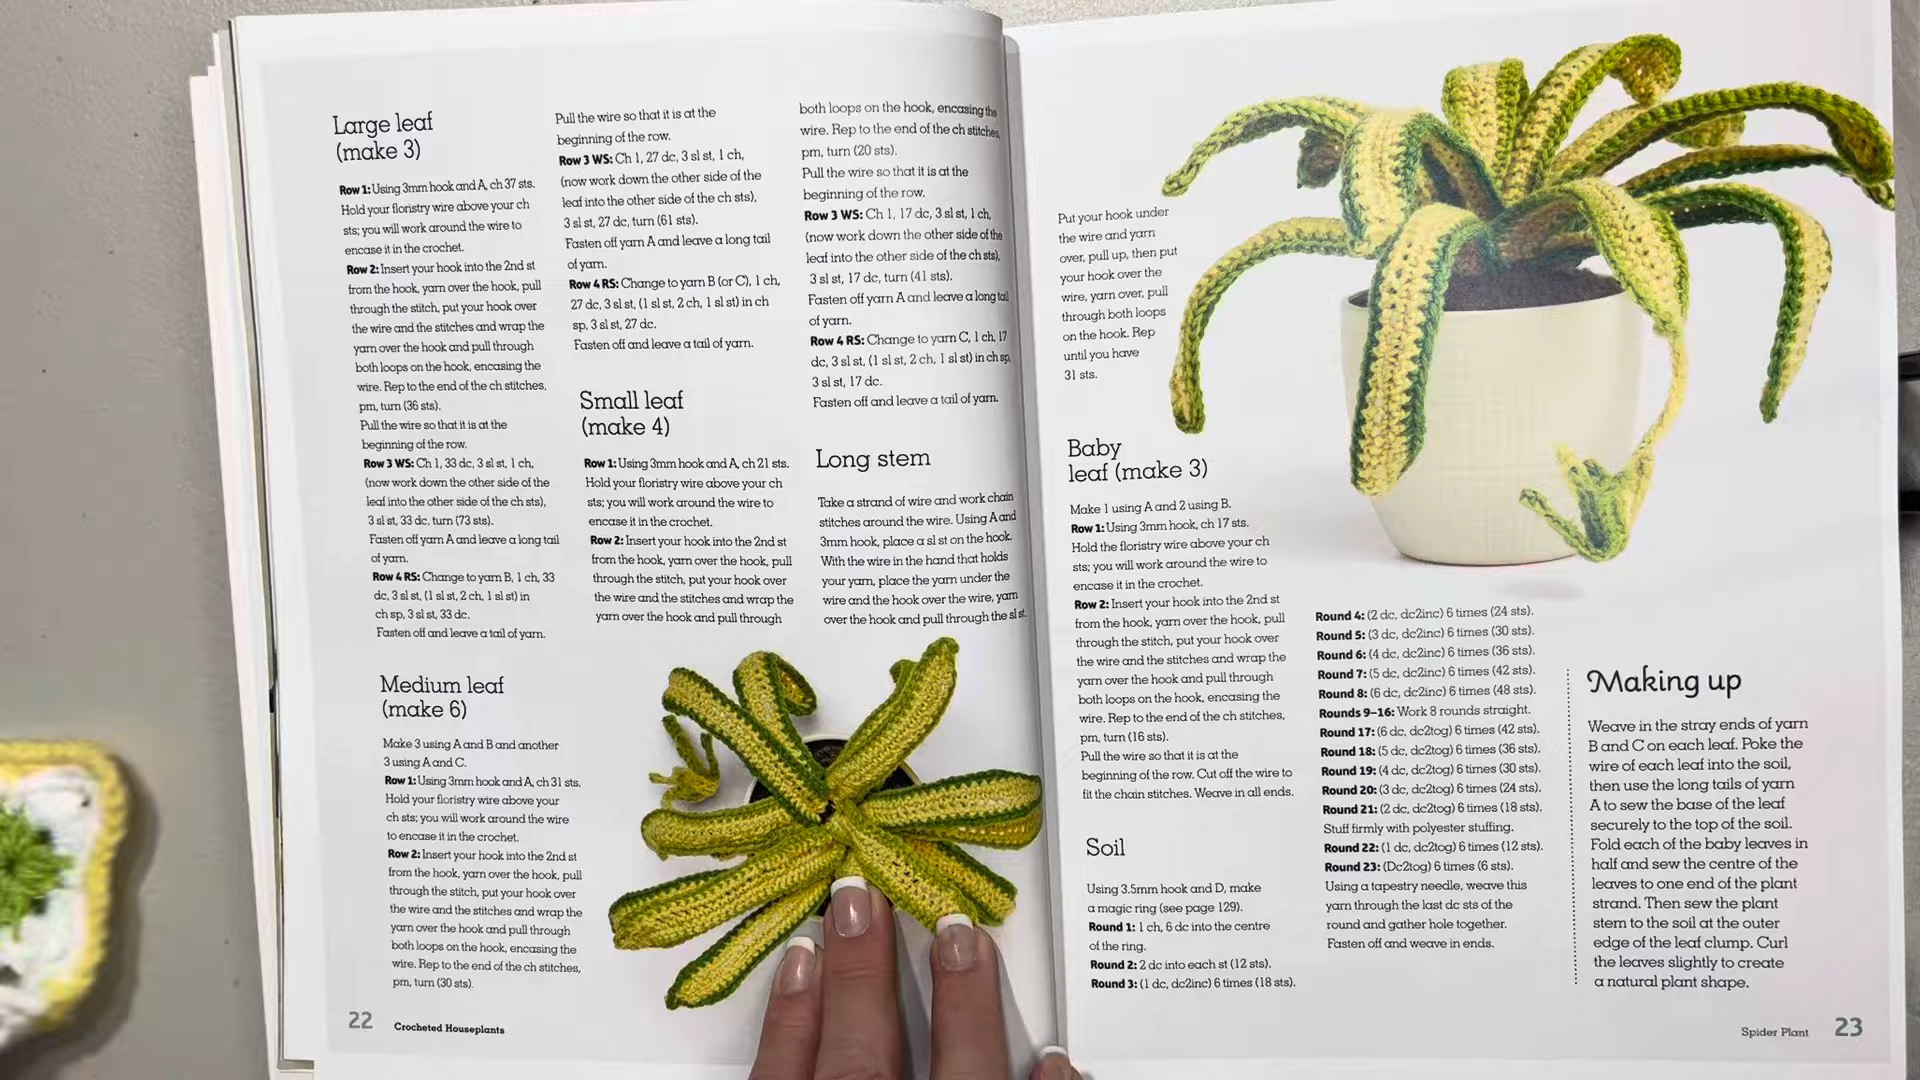 Large leaf
(make 3)
Row 1: Using 3mm hook and A, ch 37 sts.
Hold your floristry wire above your ch
sts; you will work around the wire to
encase it in the crochet.
Row 2: Insert your hook into the 2nd st
from the hook, yarn over the hook, pull
through the stitch, put your hook over
the wire and the stitches and wrap the
yarn over the hook and pull through
both loops on the hook, encasing the
wire. Rep to the end of the ch stitches,
pm, turn (36 sts).
Pull the wire so that it is at the
beginning of the row.
Row 3 WS: Ch 1, 33 dc, 3 sl st, 1 ch,
(now work down the other side of the
leaf into the other side of the ch sts),
3 sl st, 33 dc, turn (73 sts).
Fasten off yarn A and leave a long tail
of yarn.
Row 4 RS: Change to yarn B, 1 ch, 33
dc, 3 sl st, (1 sl st, 2 ch, 1 sl st) in
ch sp, 3 sl st, 33 dc.
Fasten off and leave a tail of yarn.
Medium leaf
(make 6)
Make 3 using A and B and another
3 using A and C.
Row 1: Using 3mm hook and A, ch 31 sts.
Hold your floristry wire above your
ch sts; you will work around the wire
to encase it in the crochet.
Row 2: Insert your hook into the 2nd st
from the hook, yarn over the hook, pull
through the stitch, put your hook over
the wire and the stitches and wrap the
yarn over the hook and pull through
both loops on the hook, encasing the
wire. Rep to the end of the ch stitches,
pm, turn (30 sts).
Pull the wire so that it is at the
beginning of the row.
Row 3 WS: Ch 1, 27 dc, 3 sl st, 1 ch,
(now work down the other side of the
leaf into the other side of the ch sts),
3 sl st, 27 dc, turn (61 sts).
Fasten off yarn A and leave a long tail
of yarn.
Row 4 RS: Change to yarn B (or C), 1 ch,
27 dc, 3 sl st, (1 sl st, 2 ch, 1 sl st) in ch
sp, 3 sl st, 27 dc.
Fasten off and leave a tail of yarn.
Small leaf
(make 4)
Row 1: Using 3mm hook and A, ch 21 sts.
Hold your floristry wire above your ch
sts; you will work around the wire to
encase it in the crochet.
Row 2: Insert your hook into the 2nd st
from the hook, yarn over the hook, pull
through the stitch, put your hook over
the wire and the stitches and wrap the
yarn over the hook and pull through
both loops on the hook, encasing the
wire. Rep to the end of the ch stitches,
pm, turn (20 sts).
Pull the wire so that it is at the
beginning of the row.
Row 3 WS: Ch 1, 17 dc, 3 sl st, 1 ch,
(now work down the other side of the
leaf into the other side of the ch sts),
3 sl st, 17 dc, turn (41 sts).
Fasten off yarn A and leave a long tail
of yarn.
Row 4 RS: Change to yarn C, 1 ch, 17
dc, 3 sl st, (1 sl st, 2 ch, 1 sl st) in ch sp,
3 sl st, 17 dc.
Fasten off and leave a tail of yarn.
Long stem
Take a strand of wire and work chain
stitches around the wire. Using A and
3mm hook, place a sl st on the hook.
With the wire in the hand that holds
your yarn, place the yarn under the
wire and the hook over the wire, yarn
over the hook and pull through the sl st.
22 Crocheted Houseplants
Put your hook under
the wire and yarn
over, pull up, then put
your hook over the
wire, yarn over, pull
through both loops
on the hook. Rep
until you have
31 sts.
Baby
leaf (make 3)
Make 1 using A and 2 using B.
Row 1: Using 3mm hook, ch 17 sts.
Hold the floristry wire above your ch
sts; you will work around the wire to
encase it in the crochet.
Row 2: Insert your hook into the 2nd st
from the hook, yarn over the hook, pull
through the stitch, put your hook over
the wire and the stitches and wrap the
yarn over the hook and pull through
both loops on the hook, encasing the
wire. Rep to the end of the ch stitches,
pm, turn (16 sts).
Pull the wire so that it is at the
beginning of the row. Cut off the wire to
fit the chain stitches. Weave in all ends.
Soil
Using 3.5mm hook and D, make
a magic ring (see page 129).
Round 1: 1 ch, 6 dc into the centre
of the ring.
Round 2: 2 dc into each st (12 sts).
Round 3: (1 dc, dc2inc) 6 times (18 sts).
Round 4: (2 dc, dc2inc) 6 times (24 sts).
Round 5: (3 dc, dc2inc) 6 times (30 sts).
Round 6: (4 dc, dc2inc) 6 times (36 sts).
Round 7: (5 dc, dc2inc) 6 times (42 sts).
Round 8: (6 dc, dc2inc) 6 times (48 sts).
Rounds 9–16: Work 8 rounds straight.
Round 17: (6 dc, dc2tog) 6 times (42 sts).
Round 18: (5 dc, dc2tog) 6 times (36 sts).
Round 19: (4 dc, dc2tog) 6 times (30 sts).
Round 20: (3 dc, dc2tog) 6 times (24 sts).
Round 21: (2 dc, dc2tog) 6 times (18 sts).
Stuff firmly with polyester stuffing.
Round 22: (1 dc, dc2tog) 6 times (12 sts).
Round 23: (Dc2tog) 6 times (6 sts).
Using a tapestry needle, weave this
yarn through the last dc sts of the
round and gather hole together.
Fasten off and weave in ends.
Making up
Weave in the stray ends of yarn
B and C on each leaf. Poke the
wire of each leaf into the soil,
then use the long tails of yarn
A to sew the base of the leaf
securely to the top of the soil.
Fold each of the baby leaves in
half and sew the centre of the
leaves to one end of the plant
strand. Then sew the plant
stem to the soil at the outer
edge of the leaf clump. Curl
the leaves slightly to create
a natural plant shape.
Spider Plant 23